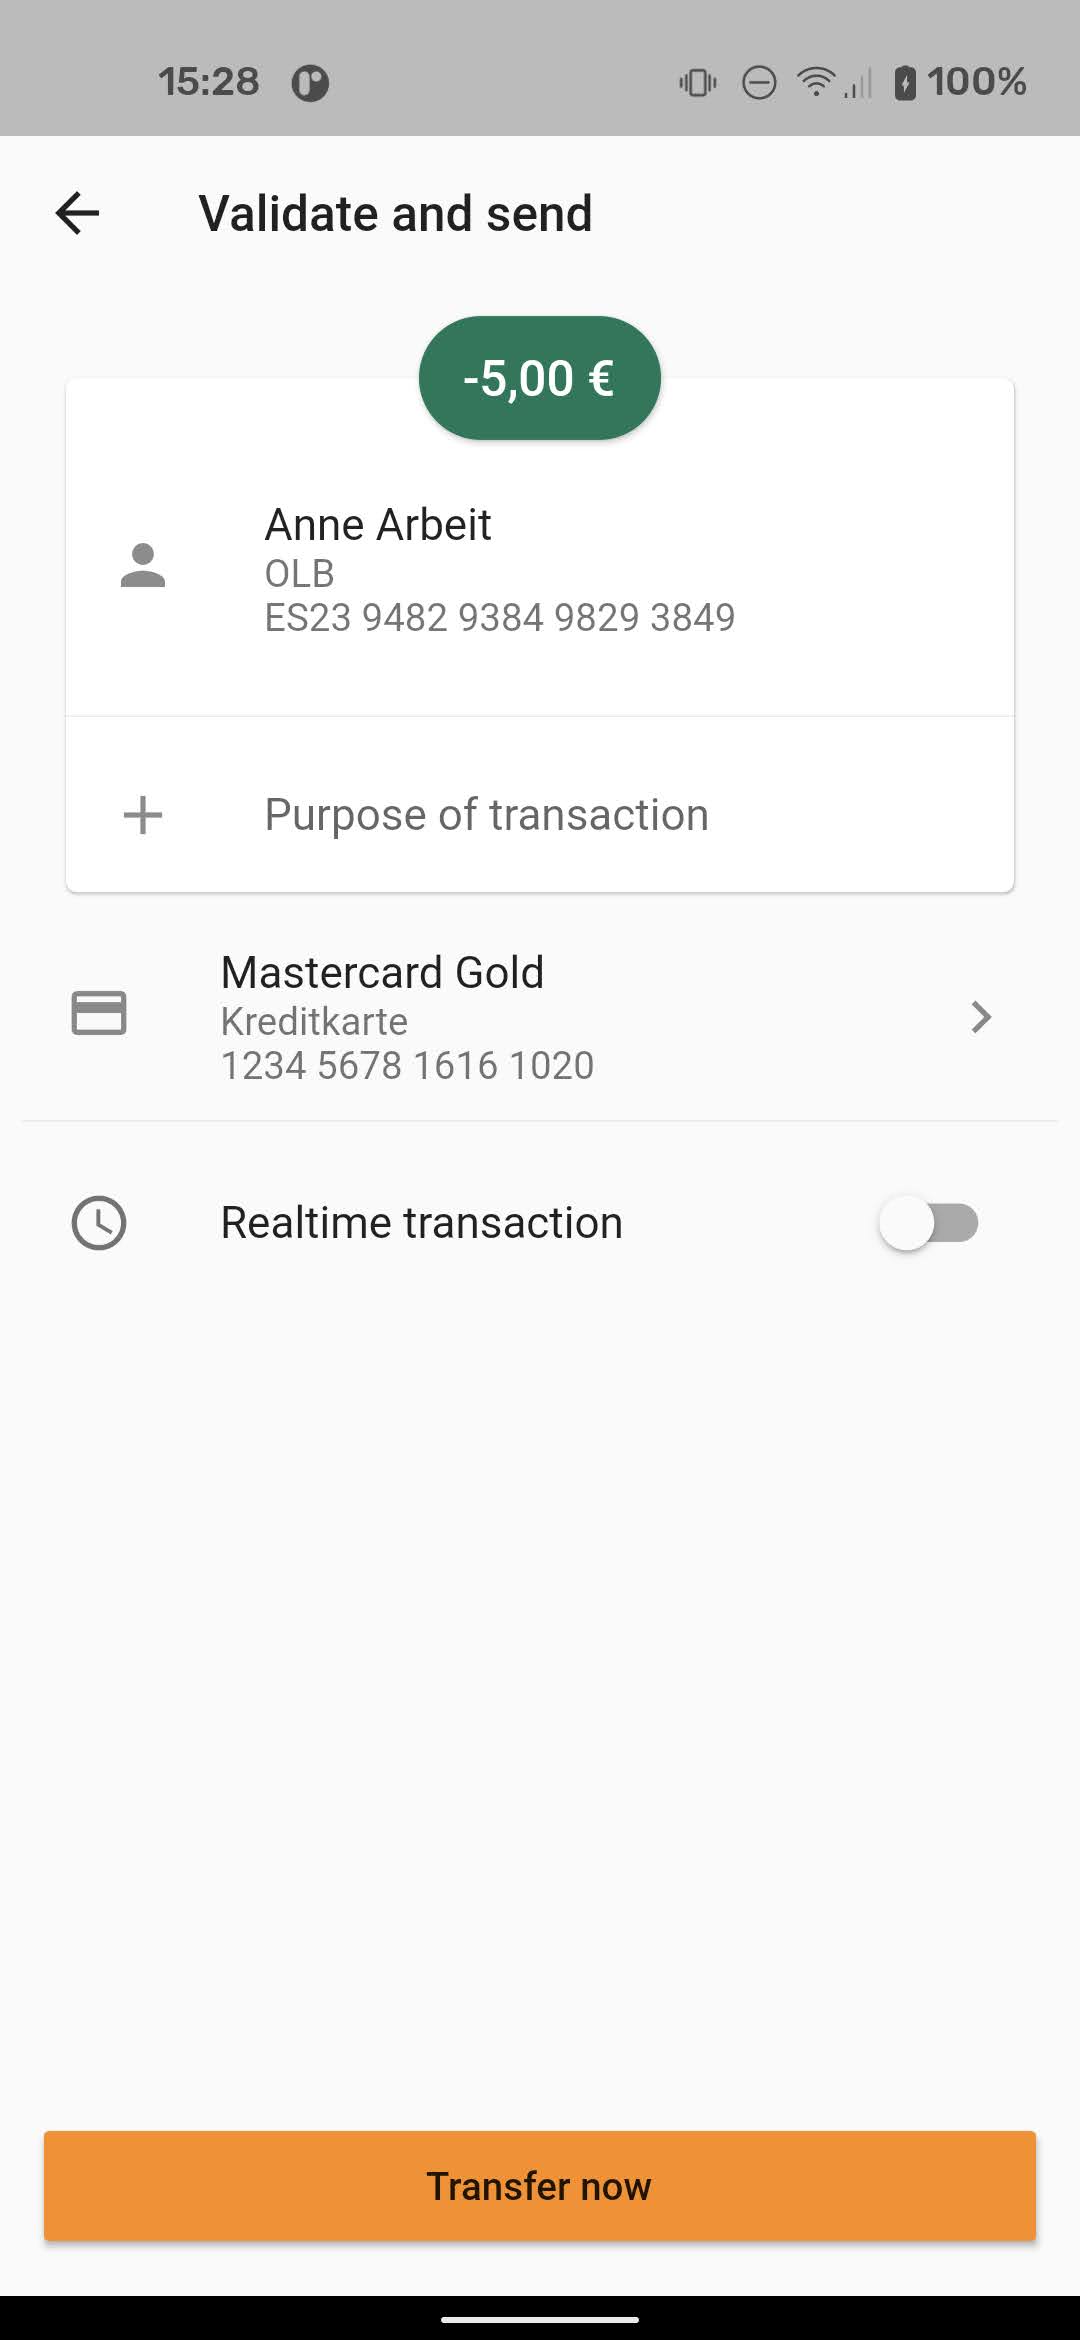 15:28
100%
Validate and send
-5,00 €
Anne Arbeit
OLB
ES23 9482 9384 9829 3849
Purpose of transaction
Mastercard Gold
Kreditkarte
1234 5678 1616 1020
Realtime transaction
Transfer now